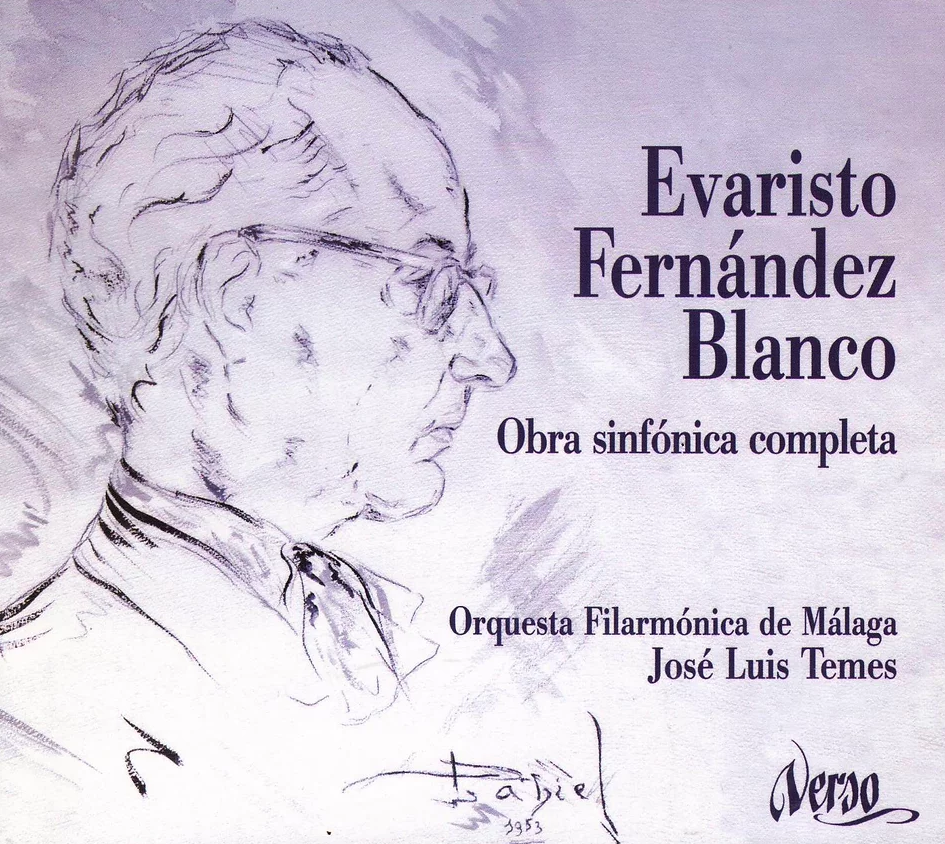 Evaristo
Fernández
Blanco
Obra sinfónica completa
Orquesta Filarmónica de Málaga
José Luis Temes
1953
Verso